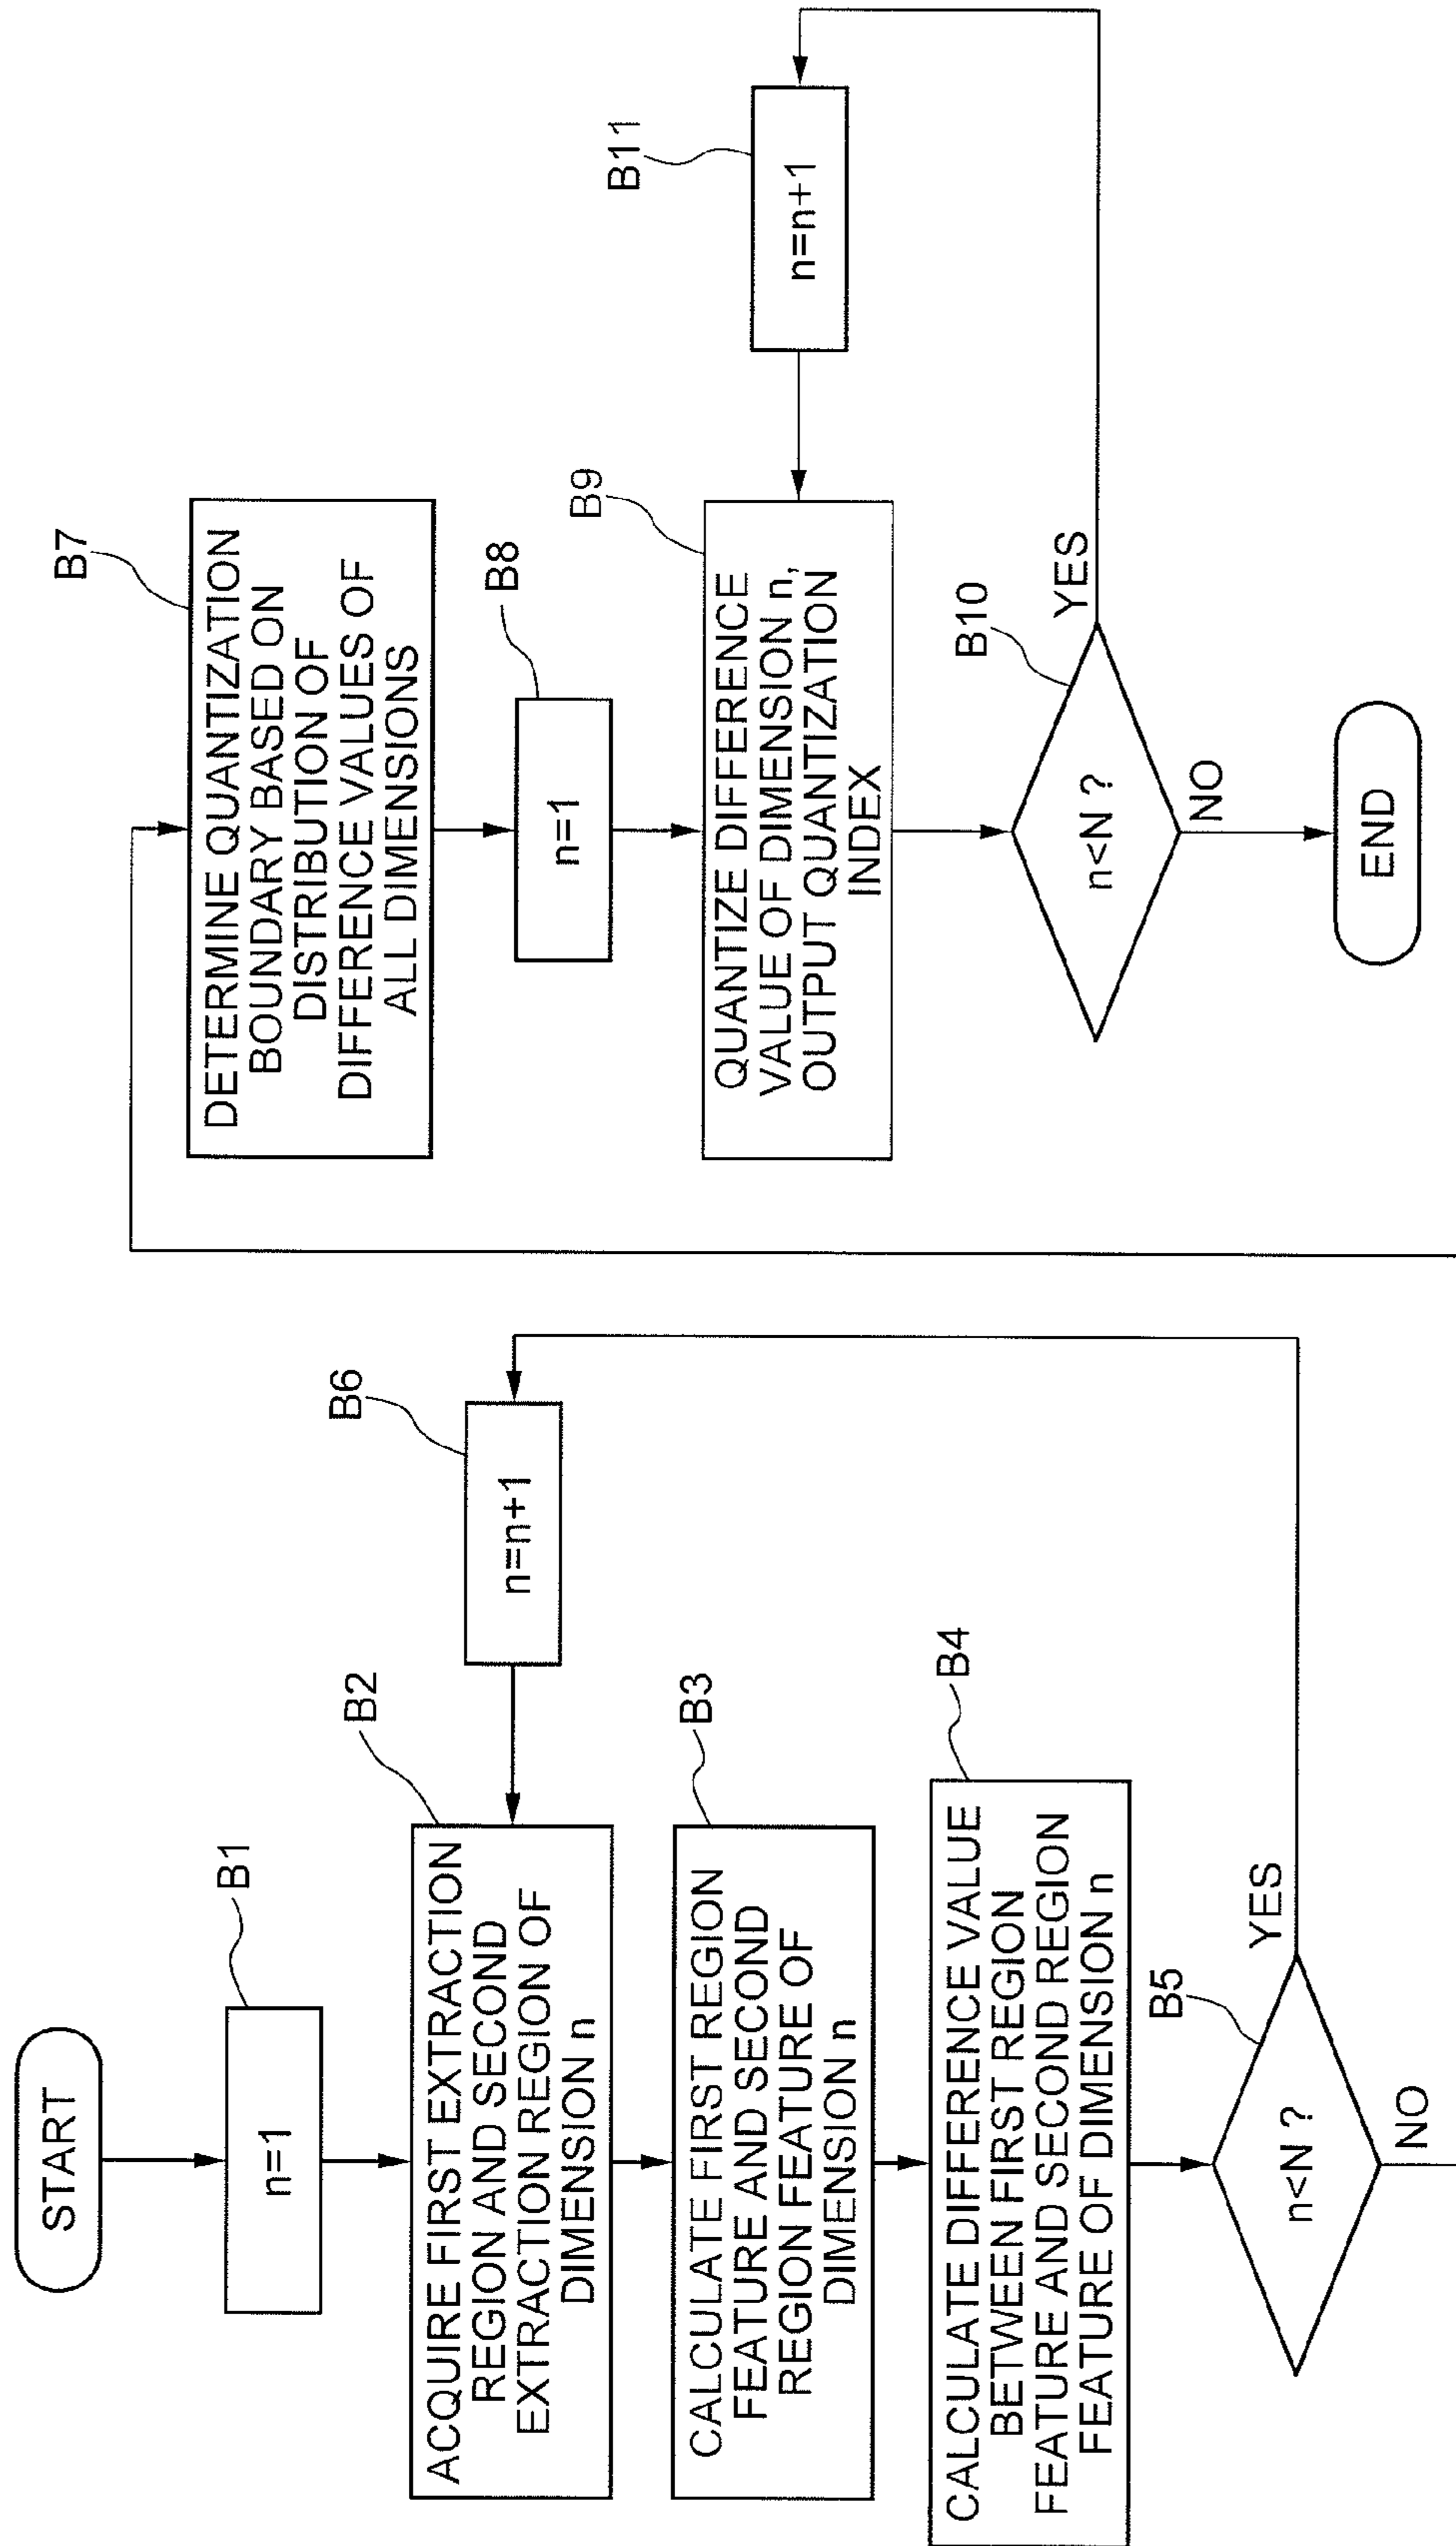 START
B1
n=1
B2
ACQUIRE FIRST EXTRACTION
REGION AND SECOND
EXTRACTION REGION OF
DIMENSION n
B6
n=n+1
B3
CALCULATE FIRST REGION
FEATURE AND SECOND
REGION FEATURE OF
DIMENSION n
B4
CALCULATE DIFFERENCE VALUE
BETWEEN FIRST REGION
FEATURE AND SECOND REGION
FEATURE OF DIMENSION n
B5
n<N ?
YES
NO
B7
DETERMINE QUANTIZATION
BOUNDARY BASED ON
DISTRIBUTION OF
DIFFERENCE VALUES OF
ALL DIMENSIONS
B8
n=1
B9
QUANTIZE DIFFERENCE
VALUE OF DIMENSION n,
OUTPUT QUANTIZATION
INDEX
B11
n=n+1
B10
n<N ?
YES
NO
END